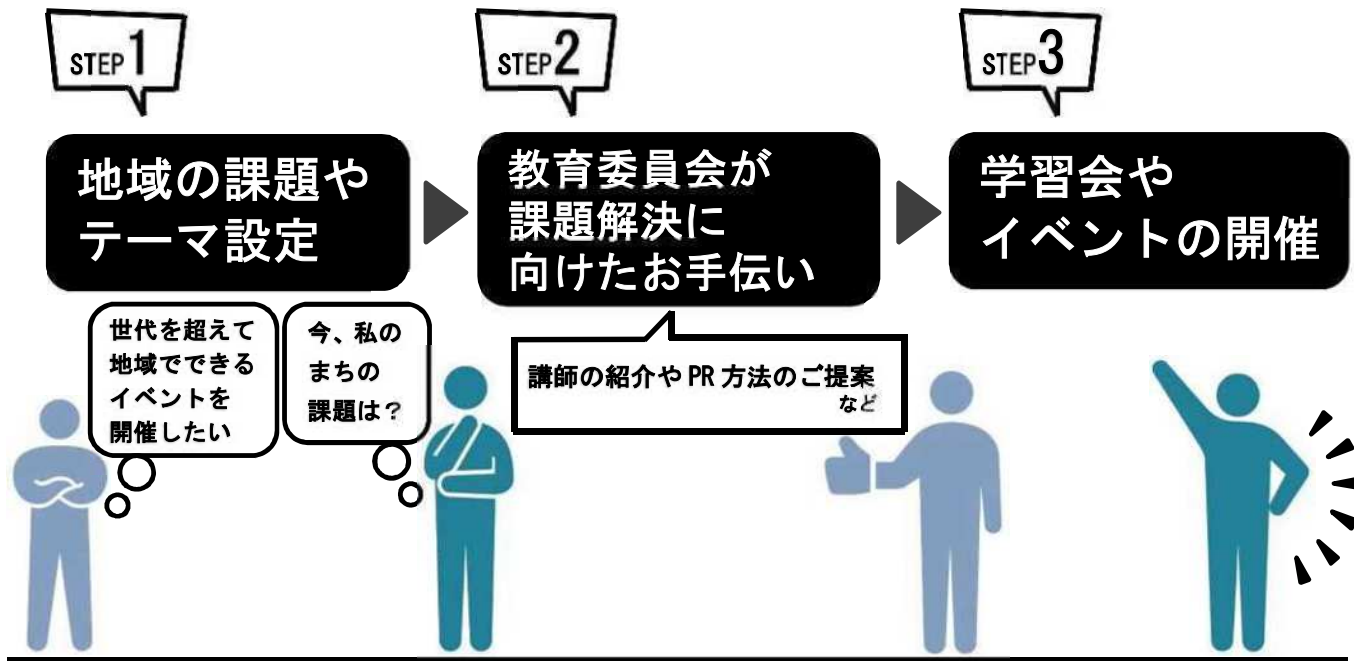 STEP1
地域の課題や
テーマ設定
世代を超えて
地域でできる
イベントを
開催したい
今、私の
まちの
課題は？
STEP2
教育委員会が
課題解決に
向けたお手伝い
講師の紹介やPR方法のご提案
など
STEP3
学習会や
イベントの開催